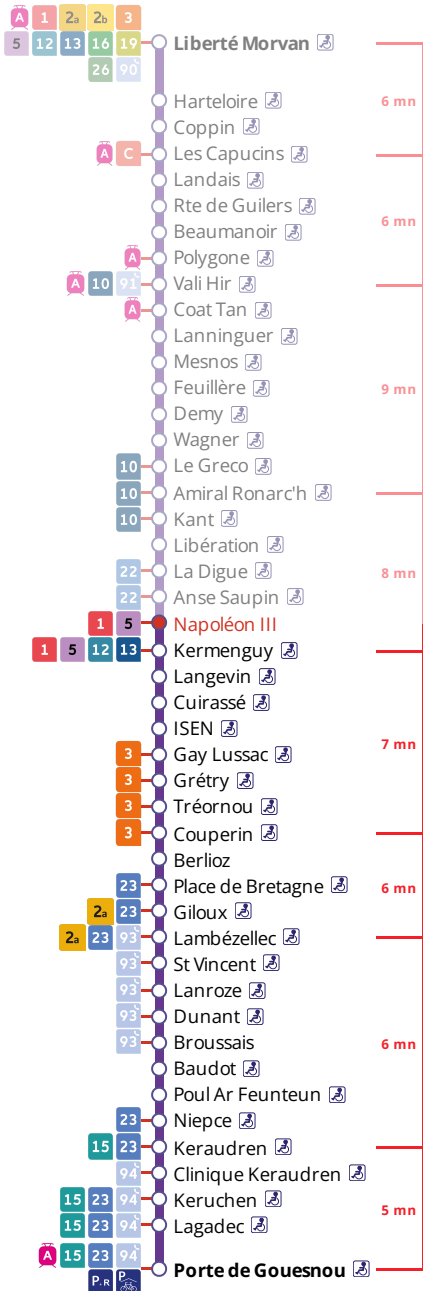 A 1 2a 2b 3
5 12 13 16 19 Liberté Morvan
26 90
Harteloire
6 mn
Coppin
A C Les Capucins
Landais
Rte de Guilers
6 mn
Beaumanoir
A Polygone
A 10 91 Vali Hir
A Coat Tan
Lanninguer
Mesnos
Feuillère
9 mn
Demy
Wagner
10 Le Greco
10 Amiral Ronarc'h
10 Kant
Libération
22 La Digue
8 mn
22 Anse Saupin
1 5 Napoléon III
1 5 12 13 Kermenguy
Langevin
Cuirassé
ISEN
7 mn
3 Gay Lussac
3 Grétry
3 Tréornou
3 Couperin
Berlioz
23 Place de Bretagne
6 mn
2a 23 Giloux
2a 23 93 Lambézellec
93 St Vincent
93 Lanroze
93 Dunant
93 Broussais
6 mn
Baudot
Poul Ar Feunteun
23 Niepce
15 23 Keraudren
94 Clinique Keraudren
15 23 94 Keruchen
5 mn
15 23 94 Lagadec
A 15 23 94 Porte de Gouesnou
P+R P